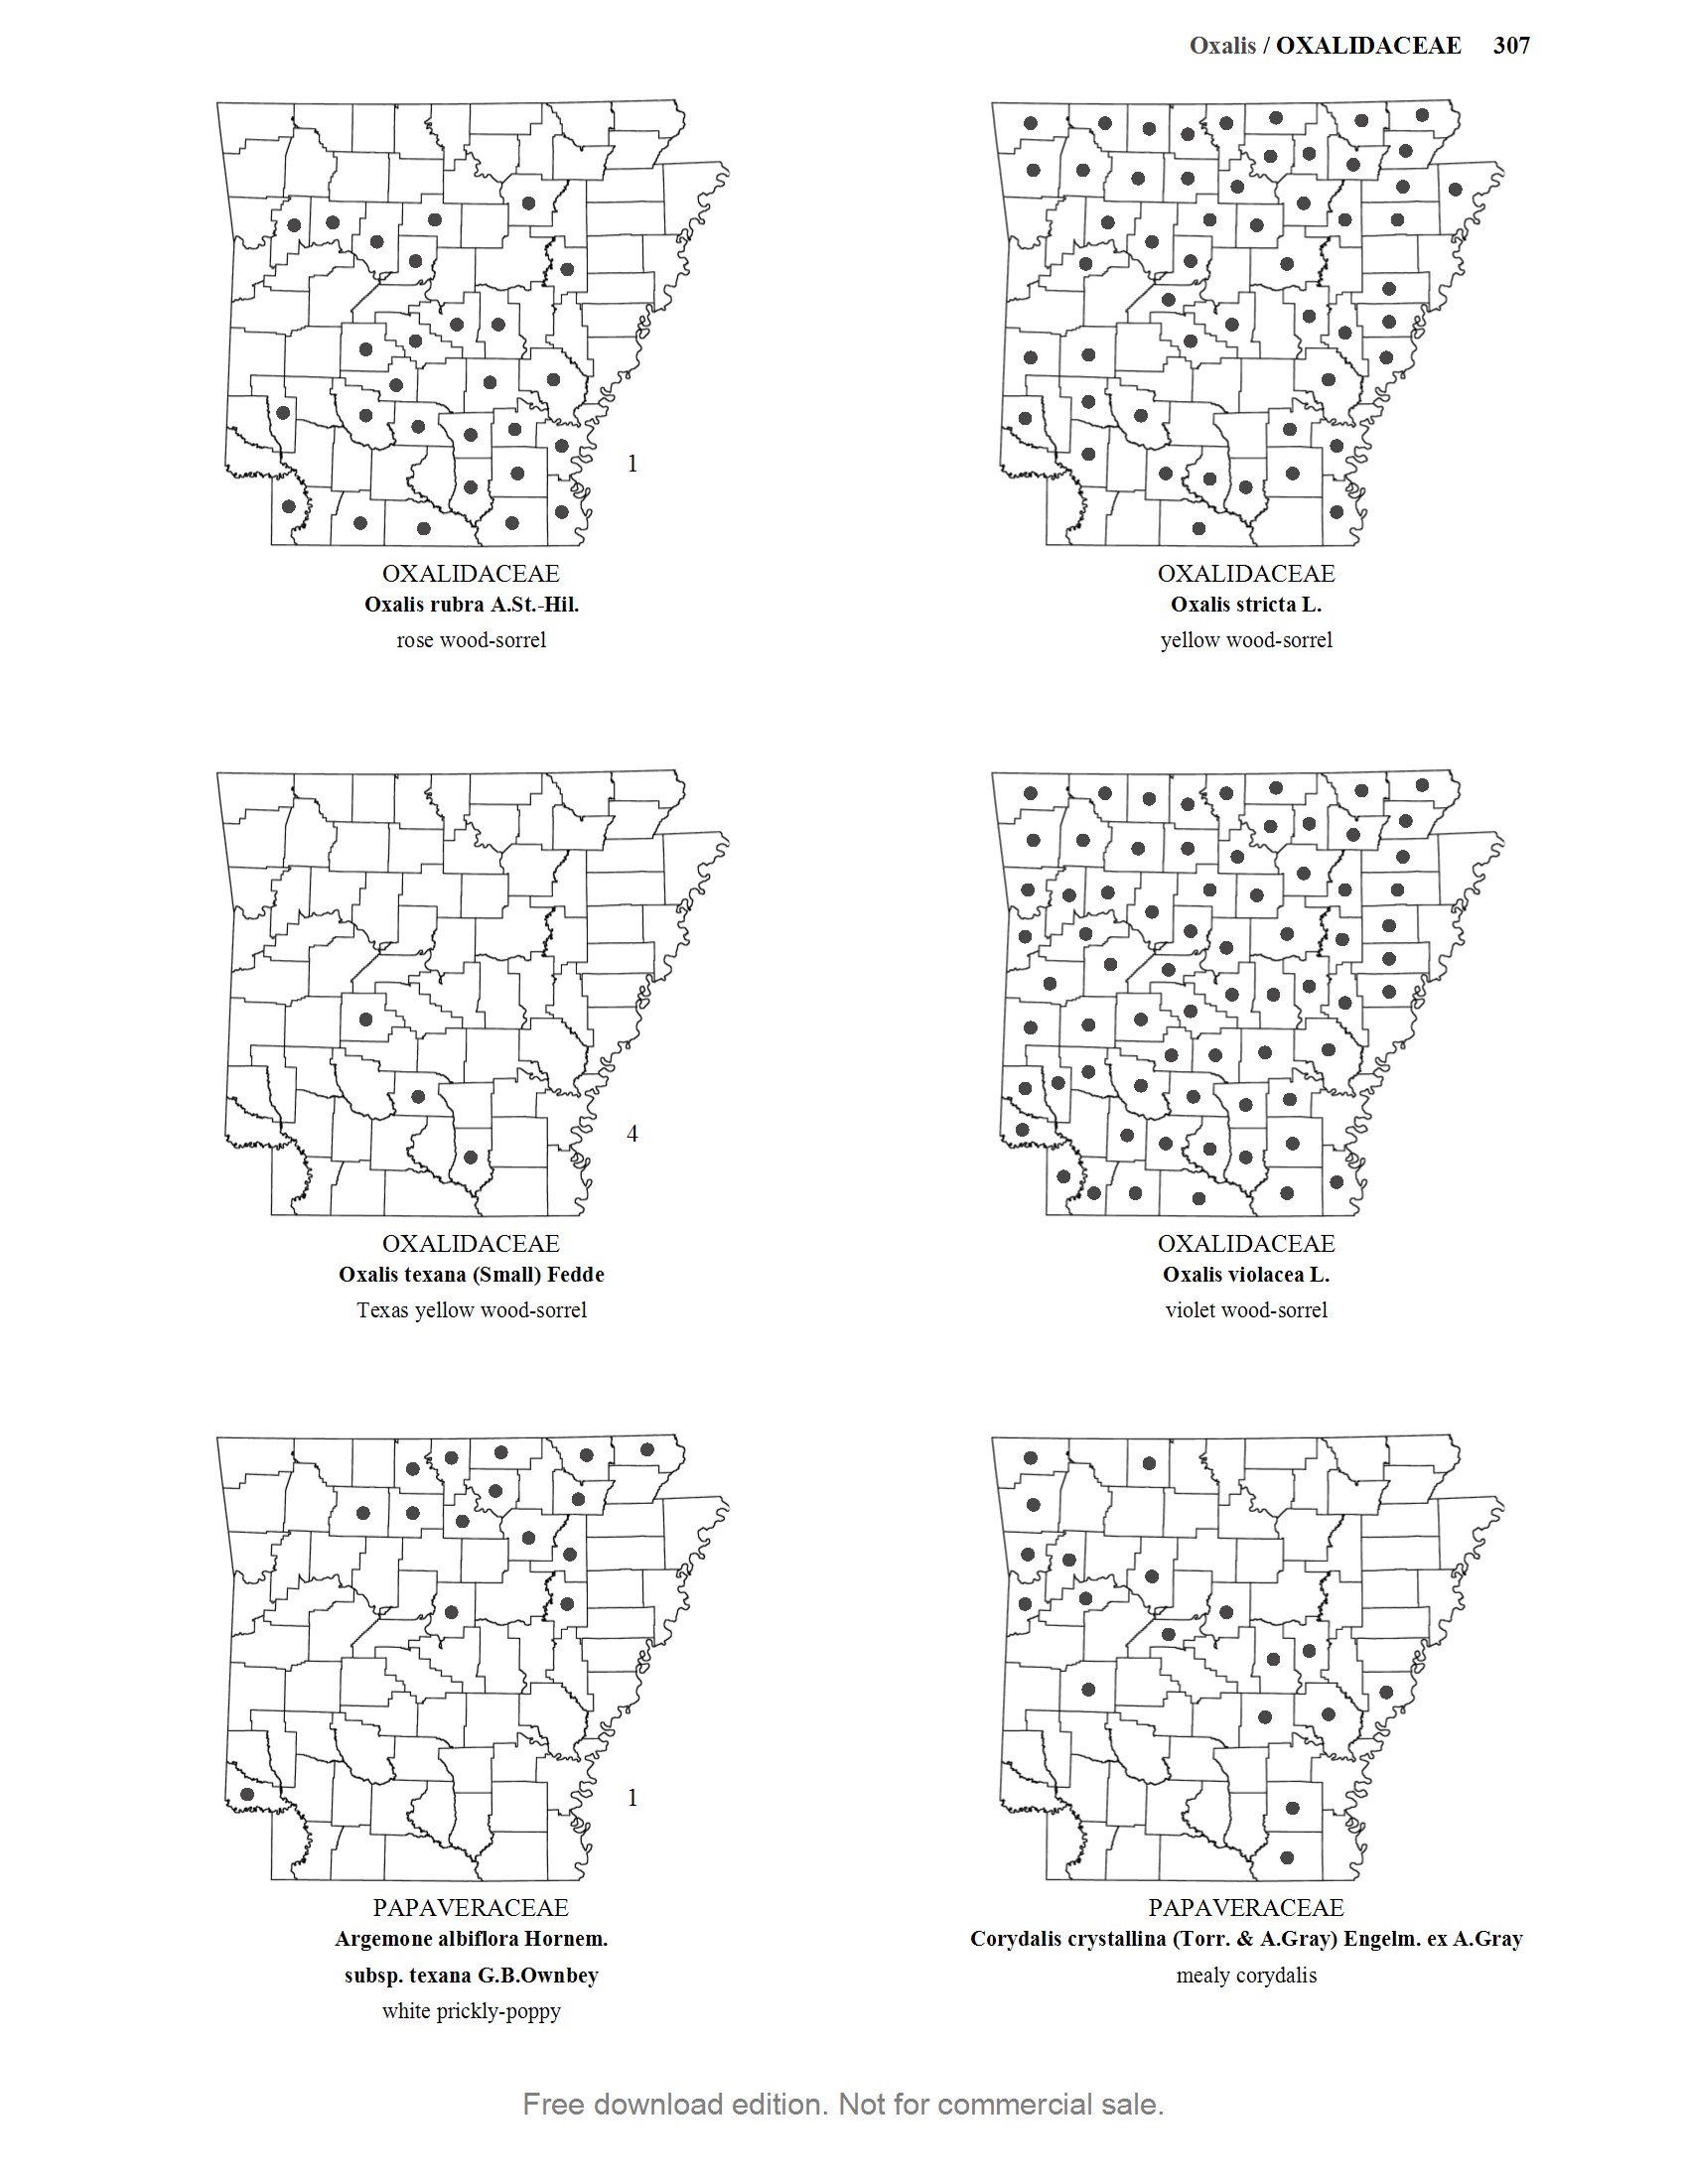 Oxalis / OXALIDACEAE 307
1
OXALIDACEAE
Oxalis rubra A.St.-Hil.
rose wood-sorrel
OXALIDACEAE
Oxalis stricta L.
yellow wood-sorrel
4
OXALIDACEAE
Oxalis texana (Small) Fedde
Texas yellow wood-sorrel
OXALIDACEAE
Oxalis violacea L.
violet wood-sorrel
1
PAPAVERACEAE
Argemone albiflora Hornem.
subsp. texana G.B.Ownbey
white prickly-poppy
PAPAVERACEAE
Corydalis crystallina (Torr. & A.Gray) Engelm. ex A.Gray
mealy corydalis
Free download edition. Not for commercial sale.